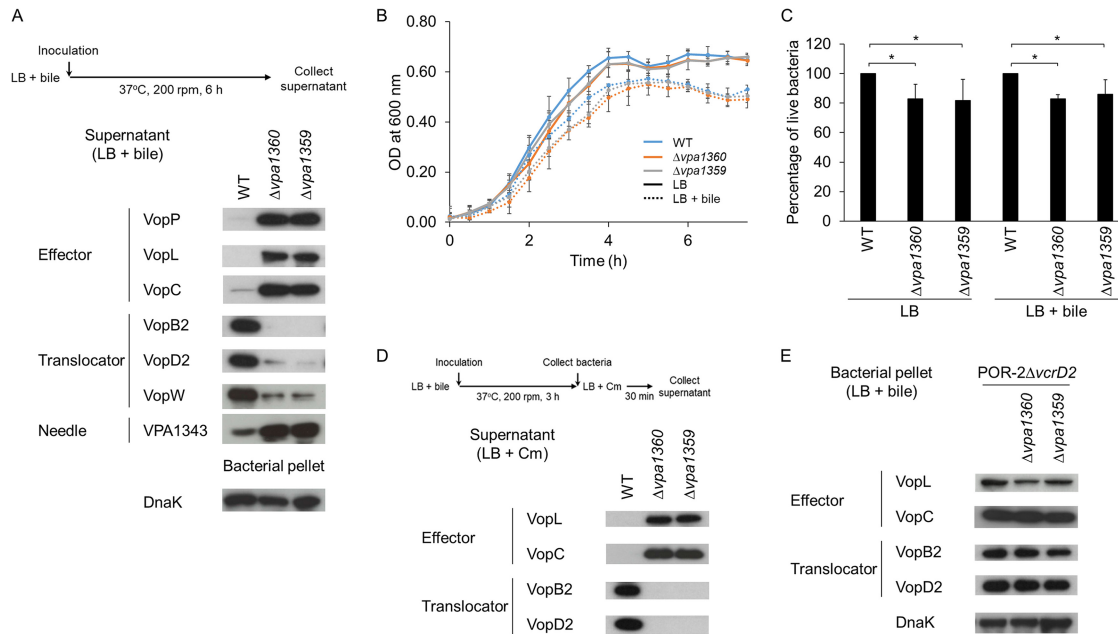 A
Inoculation
LB + bile
37ºC, 200 rpm, 6 h
Collect
supernatant
Supernatant
(LB + bile)
WT
Δvpa1360
Δvpa1359
Effector
VopP
VopL
VopC
Translocator
VopB2
VopD2
VopW
Needle
VPA1343
Bacterial pellet
DnaK
B
OD at 600 nm
0.80
0.60
0.40
0.20
0.00
0
2
4
6
Time (h)
WT
Δvpa1360
Δvpa1359
LB
LB + bile
C
Percentage of live bacteria
120
100
80
60
40
20
0
*
*
*
*
WT
Δvpa1360
Δvpa1359
WT
Δvpa1360
Δvpa1359
LB
LB + bile
D
Inoculation
Collect bacteria
LB + bile
37ºC, 200 rpm, 3 h
LB + Cm
30 min
Collect
supernatant
Supernatant
(LB + Cm)
WT
Δvpa1360
Δvpa1359
Effector
VopL
VopC
Translocator
VopB2
VopD2
E
Bacterial pellet
(LB + bile)
POR-2ΔvcrD2
Δvpa1360
Δvpa1359
Effector
VopL
VopC
Translocator
VopB2
VopD2
DnaK